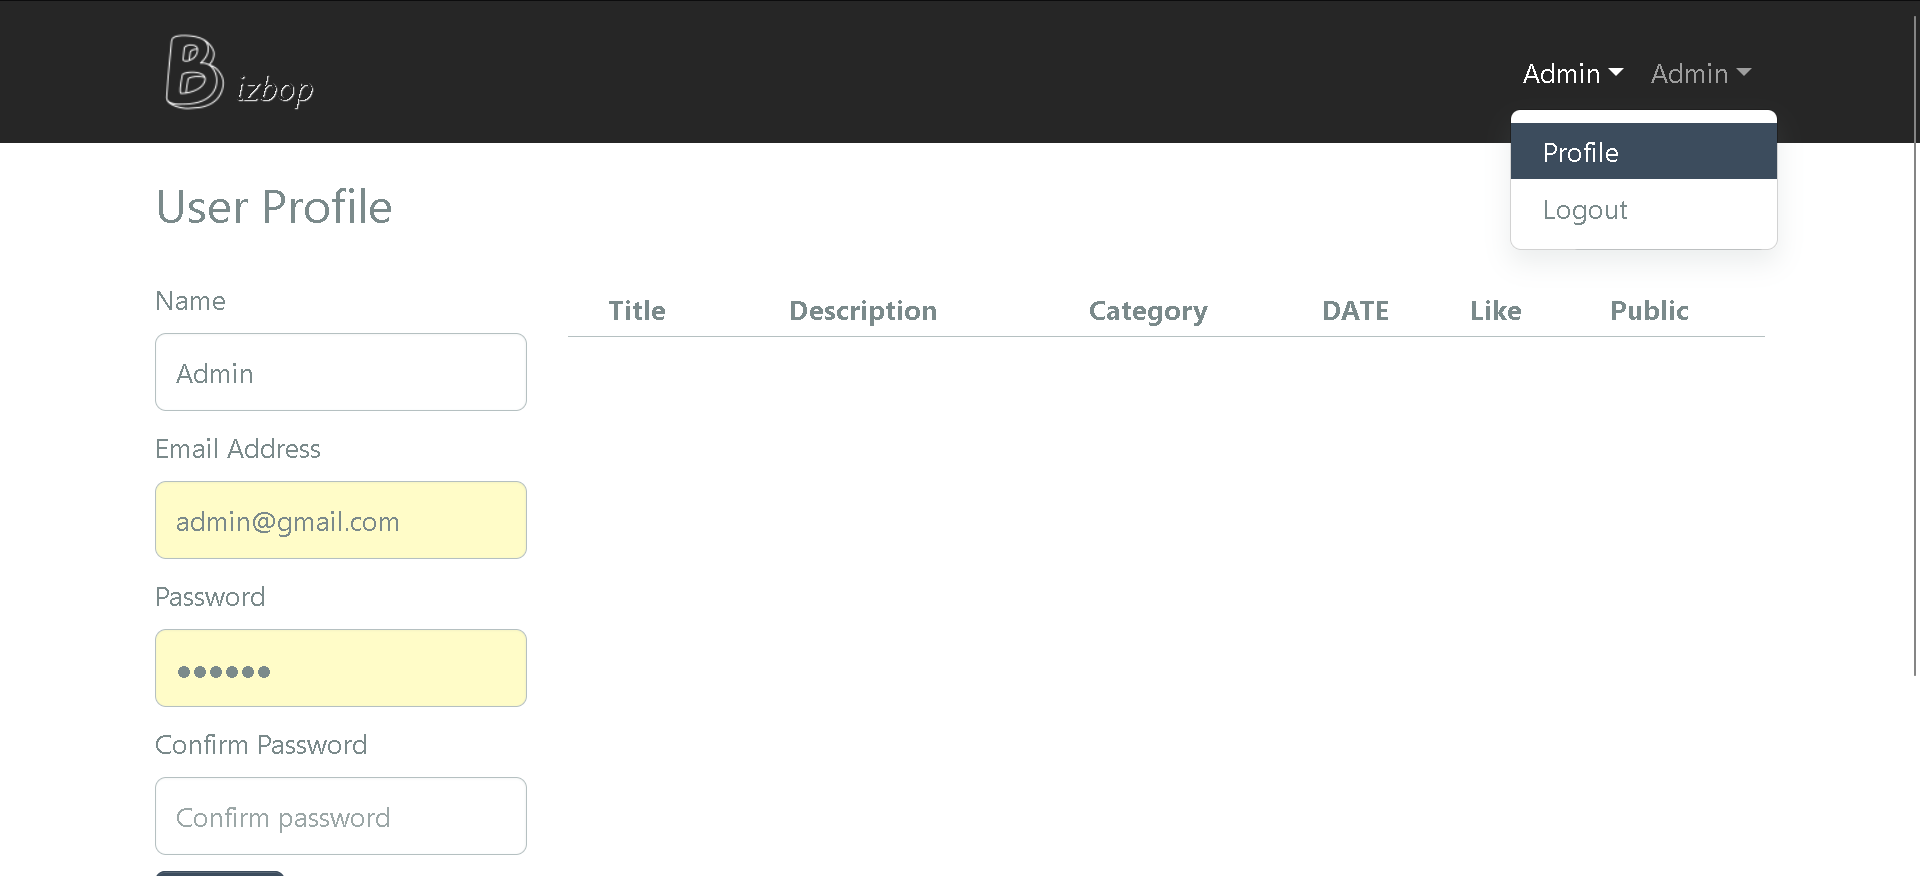 Bizbop
Admin Admin
Profile
Logout
User Profile
Name
Admin
Email Address
admin@gmail.com
Password
••••••
Confirm Password
Confirm password
Title Description Category DATE Like Public